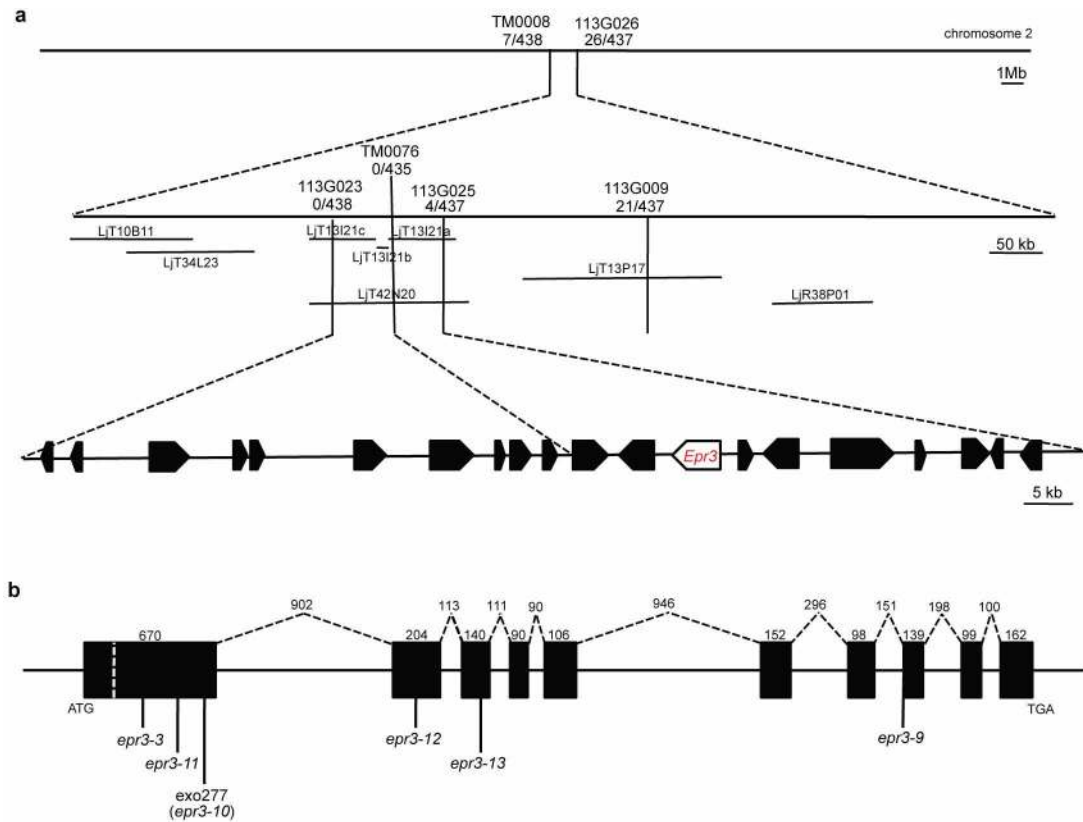 a
TM0008 113G026
7/438 26/437
chromosome 2
1Mb
TM0076
0/435
113G023 113G025 113G009
0/438 4/437 21/437
LjT10B11 LjT13I21c LjT13I21a
50 kb
LjT34L23 LjT13I21b
LjT13P17
LjT42N20 LjR38P01
Epr3
5 kb
b
902 113 111 90 946 296 151 198 100
670 204 140 90 106 152 98 139 99 162
ATG TGA
epr3-3 epr3-12 epr3-9
epr3-11 epr3-13
exo277
(epr3-10)